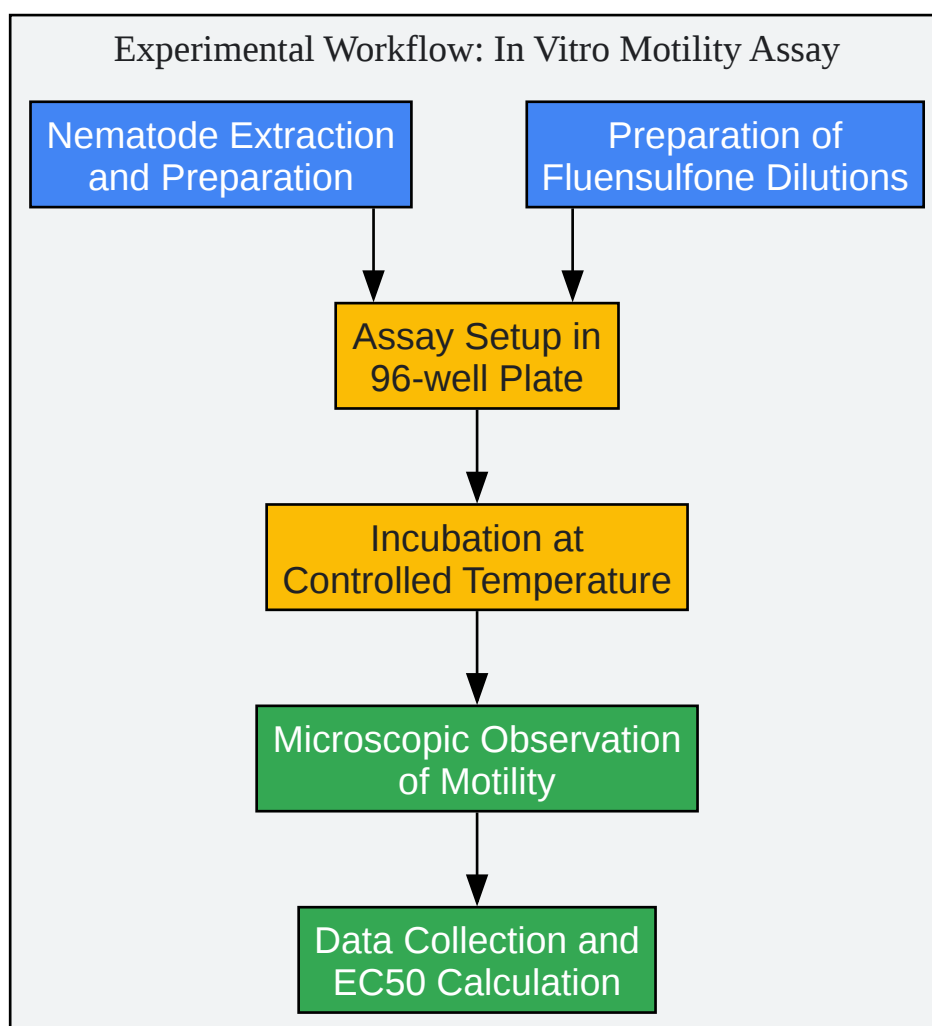 Experimental Workflow: In Vitro Motility Assay
Nematode Extraction
and Preparation
Preparation of
Fluensulfone Dilutions
Assay Setup in
96-well Plate
Incubation at
Controlled Temperature
Microscopic Observation
of Motility
Data Collection and
EC50 Calculation